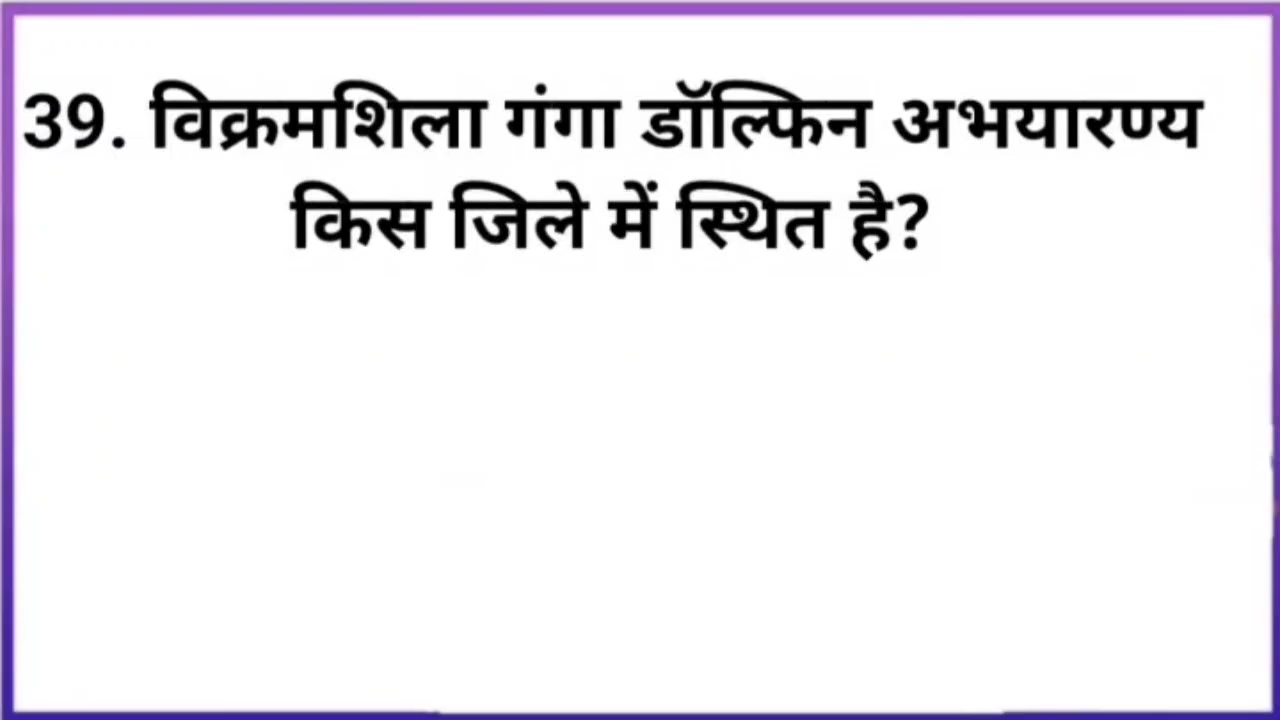 39. विक्रमशिला गंगा डॉल्फिन अभयारण्य
किस जिले में स्थित है?